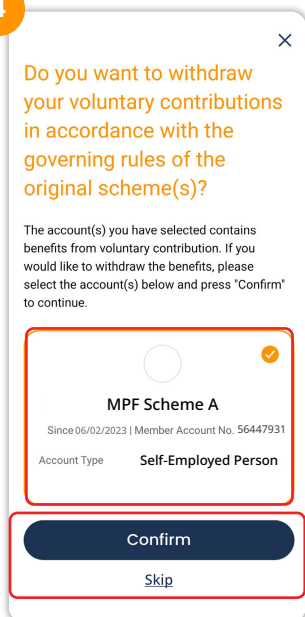 4
Do you want to withdraw
your voluntary contributions
in accordance with the
governing rules of the
original scheme(s)?
The account(s) you have selected contains
benefits from voluntary contribution. If you
would like to withdraw the benefits, please
select the account(s) below and press "Confirm"
to continue.
MPF Scheme A
Since 06/02/2023 | Member Account No. 56447931
Account Type Self-Employed Person
Confirm
Skip